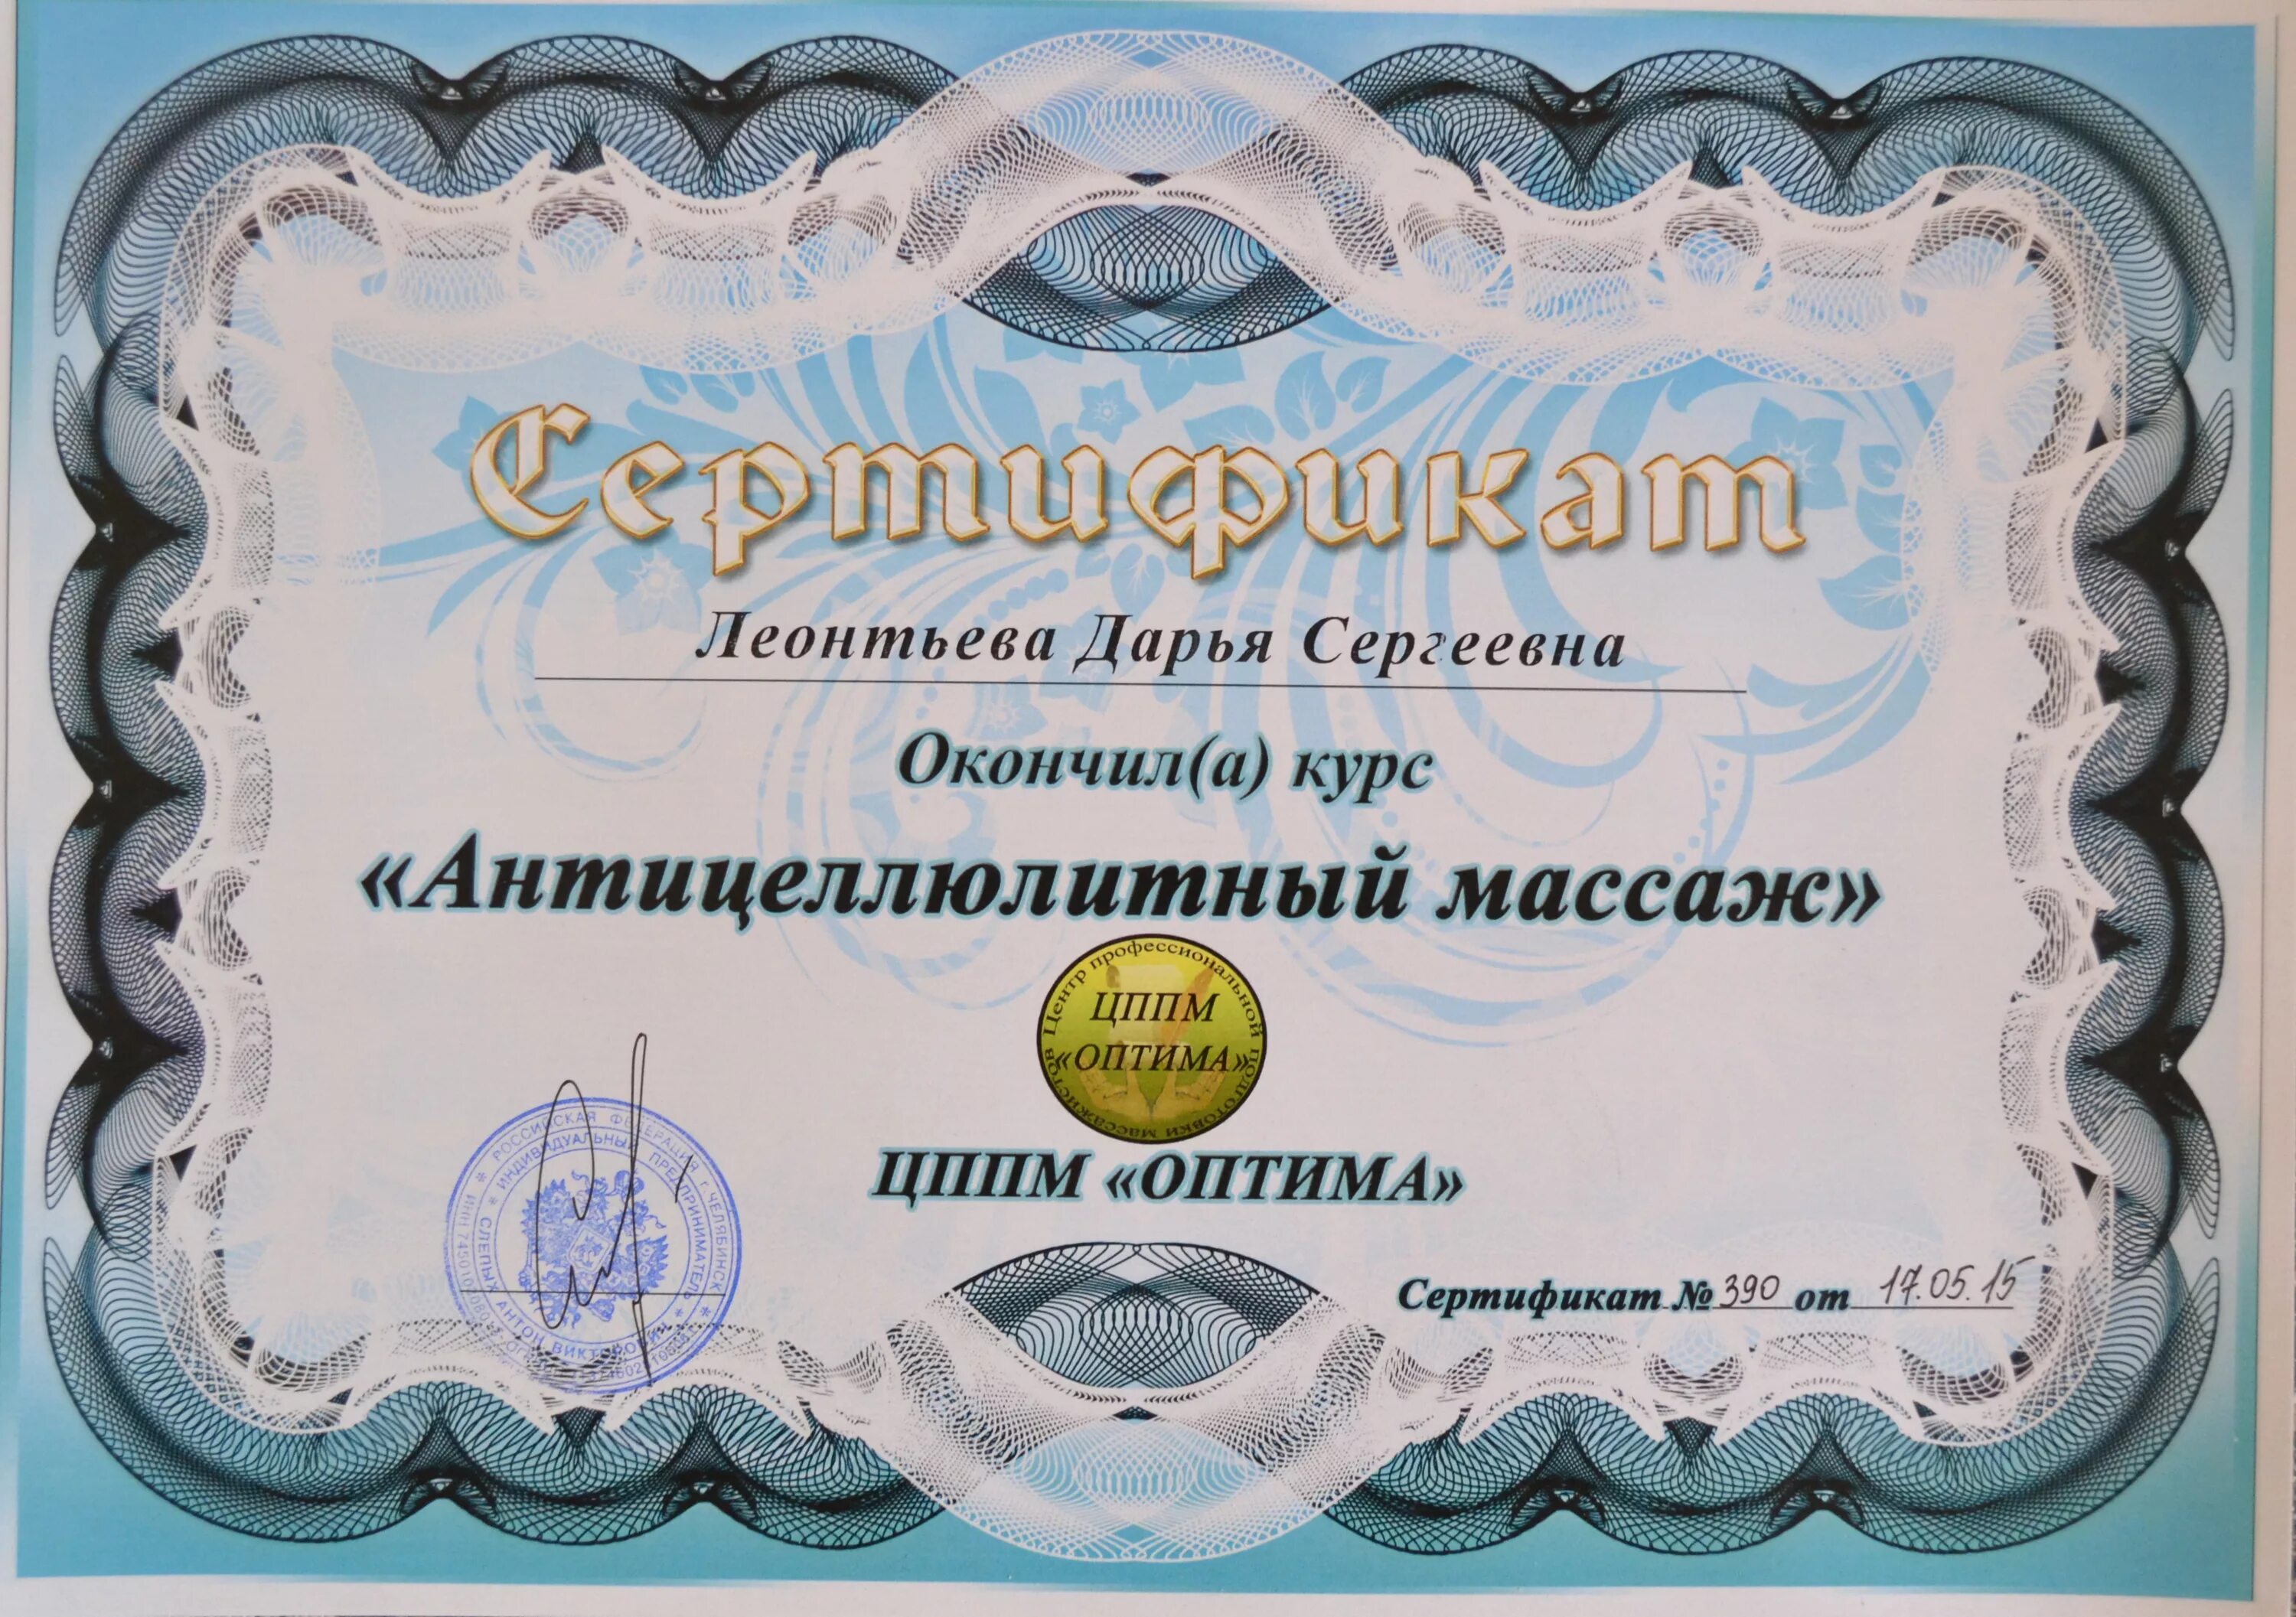 Сертификат
Леонтьева Дарья Сергеевна
Окончил(а) курс
«Антицеллюлитный массаж»
Центр профессиональной подготовки массажистов
ЦППМ
«ОПТИМА»
ЦППМ «ОПТИМА»
* РОССИЙСКАЯ ФЕДЕРАЦИЯ г. ЧЕЛЯБИНСК *
* ИНДИВИДУАЛЬНЫЙ ПРЕДПРИНИМАТЕЛЬ *
СЛЕПЫХ АНТОН ВИКТОРОВИЧ
ИНН
Сертификат № 390 от 17.05.15